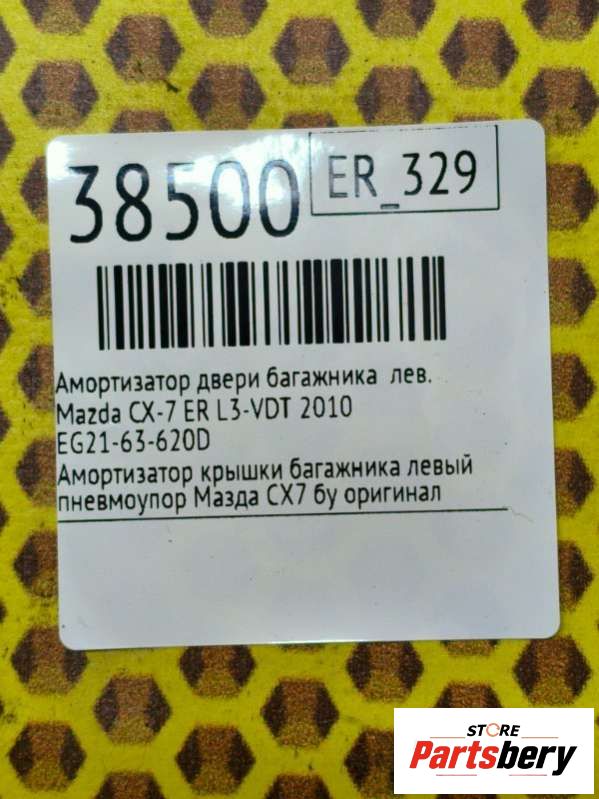 38500
ER_329
Амортизатор двери багажника лев.
Mazda CX-7 ER L3-VDT 2010
EG21-63-620D
Амортизатор крышки багажника левый
пневмоупор Мазда СХ7 бу оригинал
STORE
Partsbery